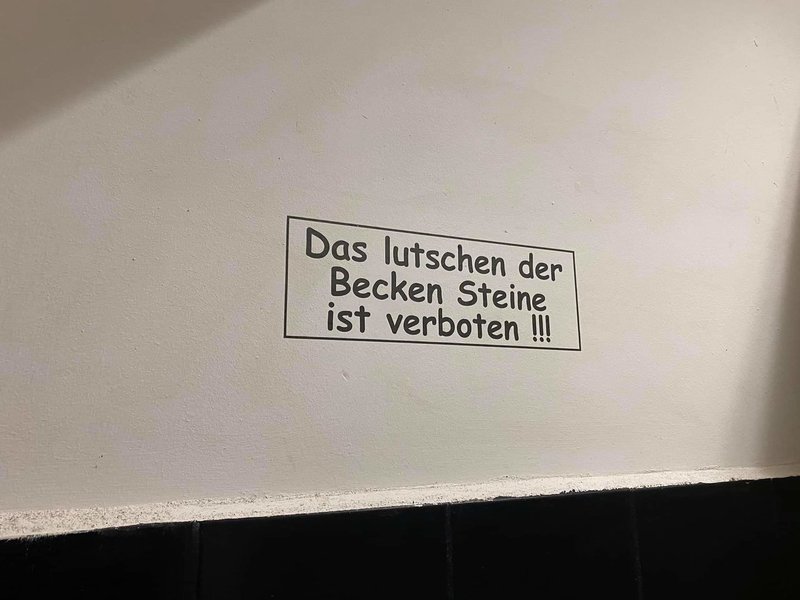 Das lutschen der
Becken Steine
ist verboten !!!